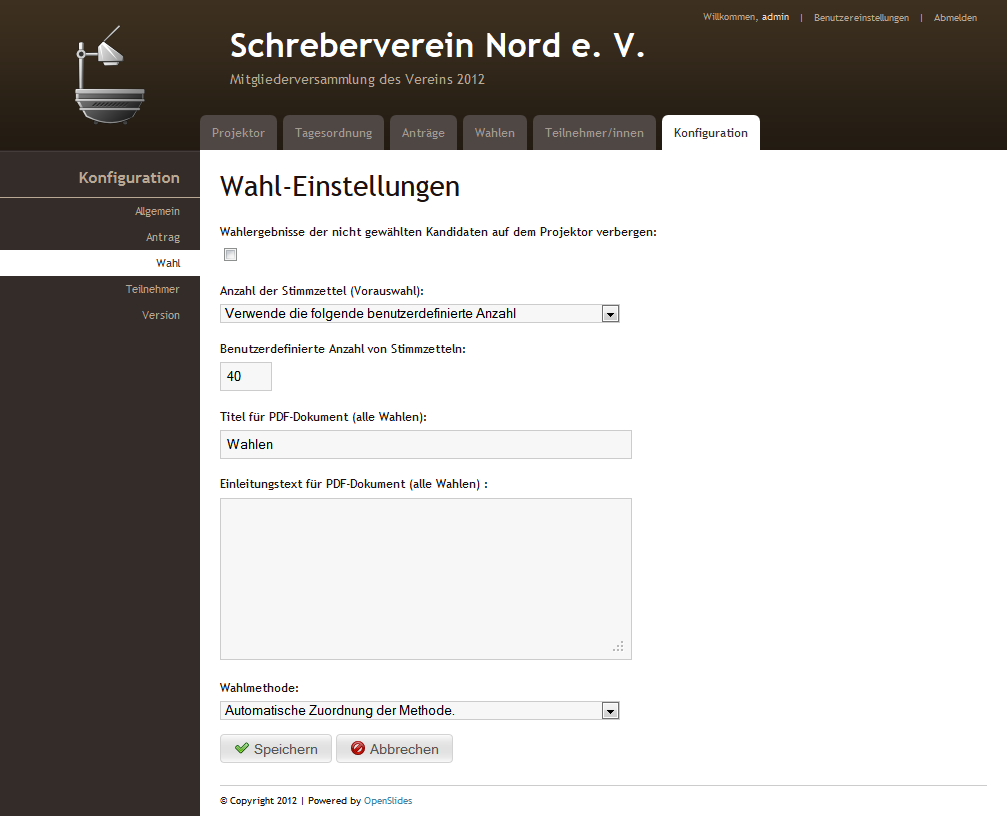 Willkommen, admin | Benutzereinstellungen | Abmelden
Schreberverein Nord e. V.
Mitgliederversammlung des Vereins 2012
Projektor Tagesordnung Anträge Wahlen Teilnehmer/innen Konfiguration
Konfiguration
Allgemein
Antrag
Wahl
Teilnehmer
Version
Wahl-Einstellungen
Wahlergebnisse der nicht gewählten Kandidaten auf dem Projektor verbergen:
Anzahl der Stimmzettel (Vorauswahl):
Verwende die folgende benutzerdefinierte Anzahl
Benutzerdefinierte Anzahl von Stimmzetteln:
40
Titel für PDF-Dokument (alle Wahlen):
Wahlen
Einleitungstext für PDF-Dokument (alle Wahlen) :
Wahlmethode:
Automatische Zuordnung der Methode.
Speichern Abbrechen
© Copyright 2012 | Powered by OpenSlides